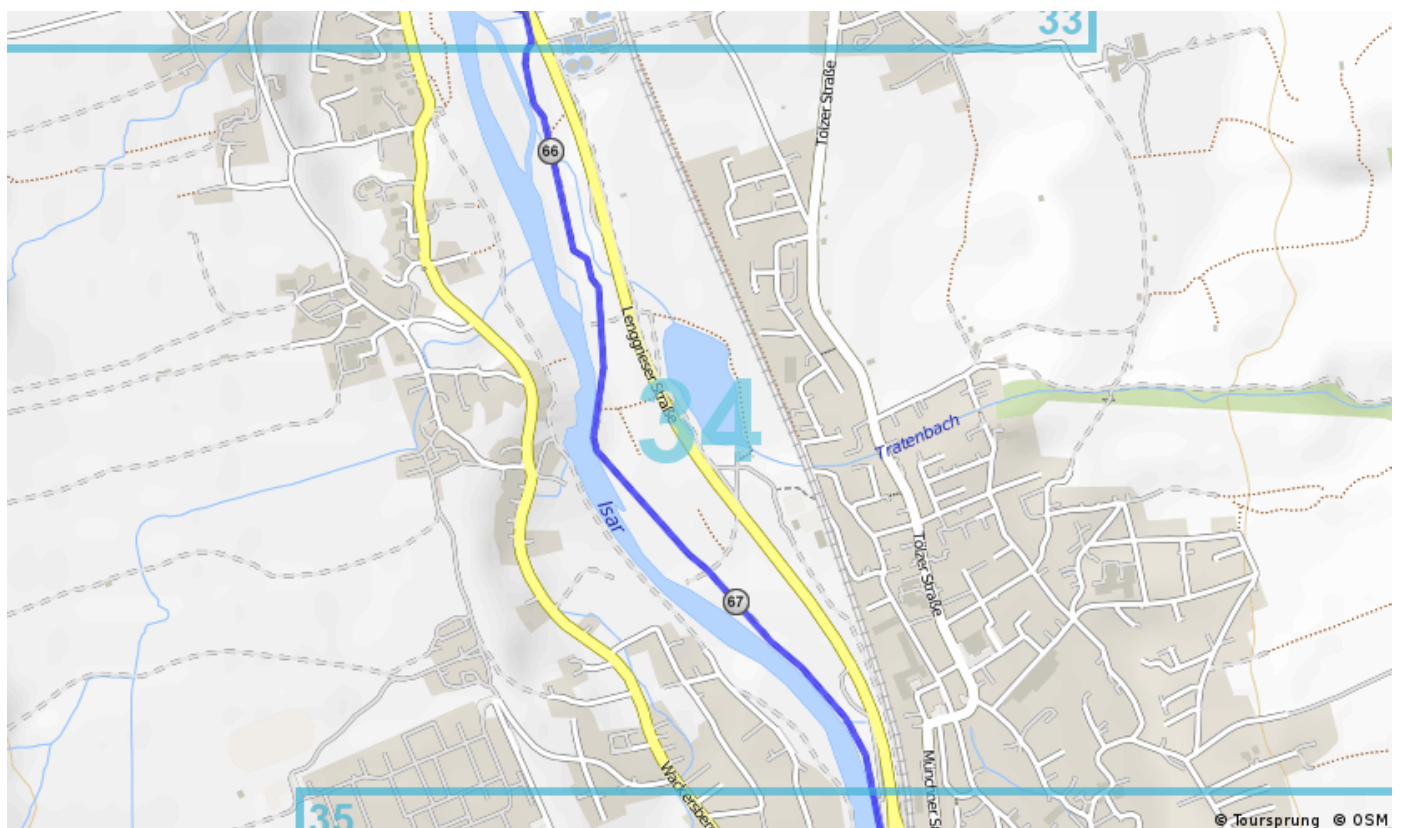 33
Tölzer Straße
66
Lenggrieser Straße
34
Tratenbach
Isar
Tölzer Straße
67
35
© Toursprung © OSM